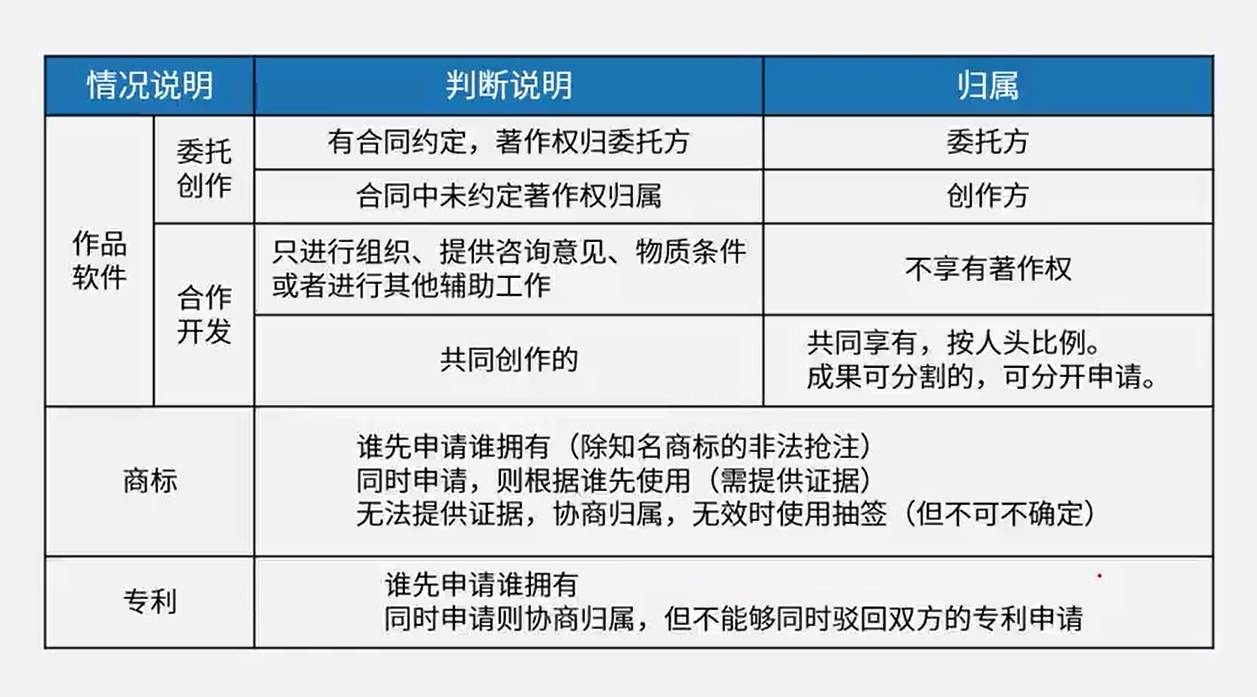 情况说明
判断说明
归属
作品
软件
委托
创作
有合同约定，著作权归委托方
委托方
合同中未约定著作权归属
创作方
合作
开发
只进行组织、提供咨询意见、物质条件
或者进行其他辅助工作
不享有著作权
共同创作的
共同享有，按人头比例。
成果可分割的，可分开申请。
商标
谁先申请谁拥有（除知名商标的非法抢注）
同时申请，则根据谁先使用（需提供证据）
无法提供证据，协商归属，无效时使用抽签（但不可不确定）
专利
谁先申请谁拥有
同时申请则协商归属，但不能够同时驳回双方的专利申请